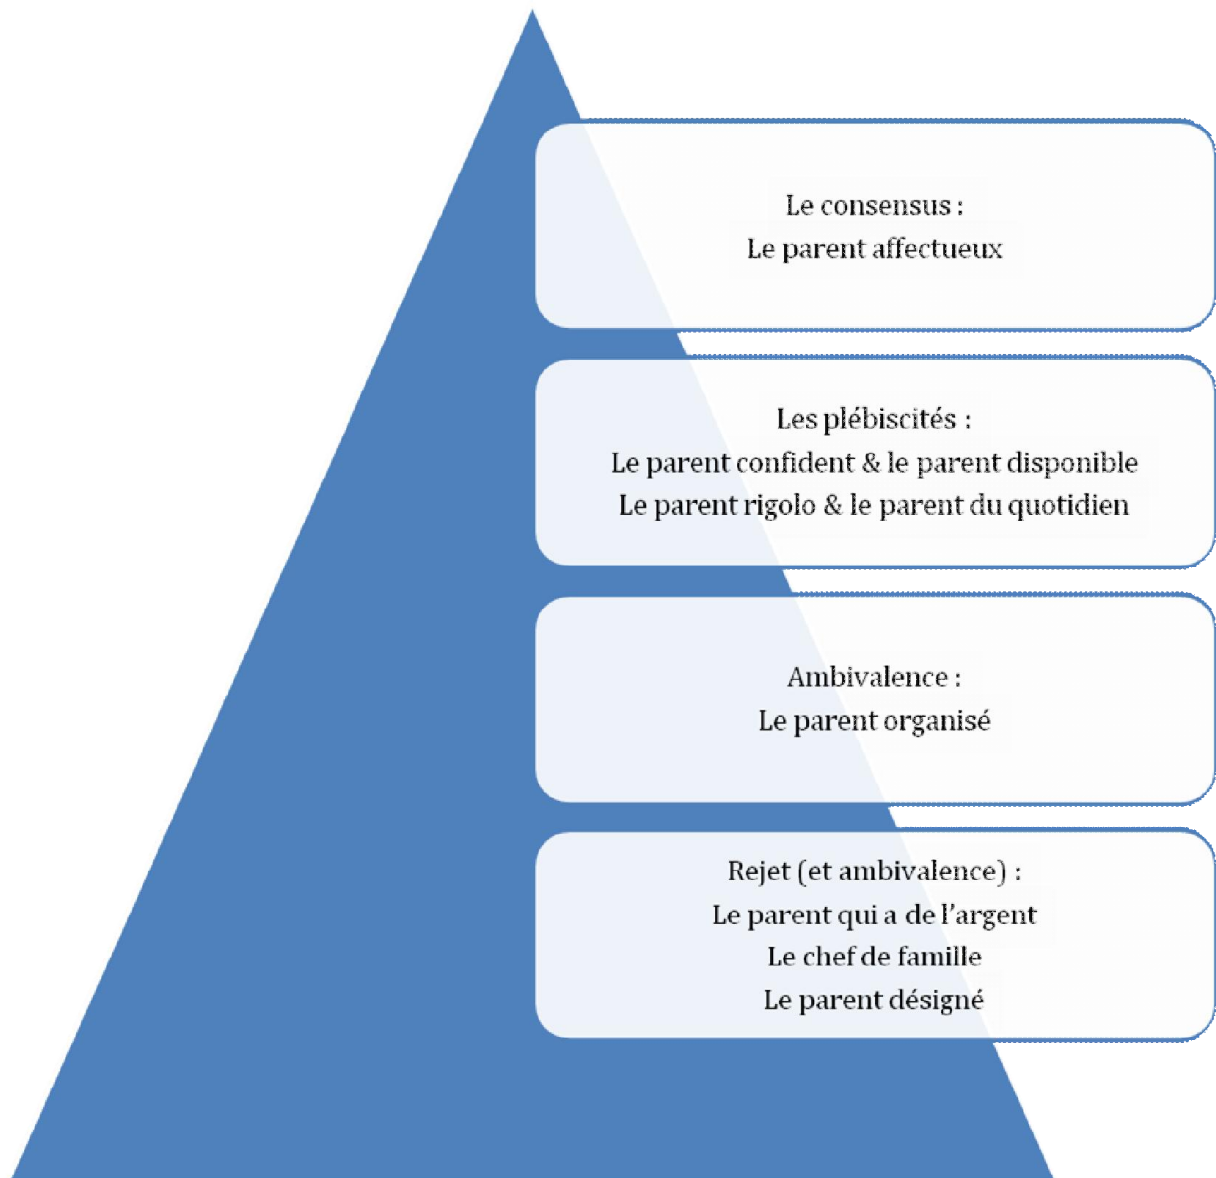 Le consensus :
Le parent affectueux
Les plébiscités :
Le parent confident & le parent disponible
Le parent rigolo & le parent du quotidien
Ambivalence :
Le parent organisé
Rejet (et ambivalence) :
Le parent qui a de l'argent
Le chef de famille
Le parent désigné